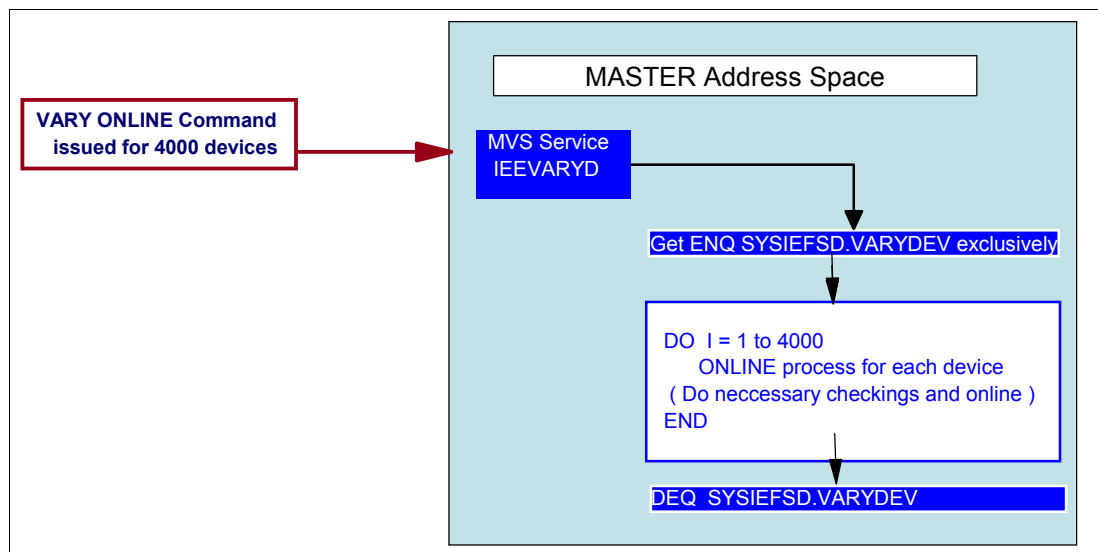 MASTER Address Space
VARY ONLINE Command
issued for 4000 devices
MVS Service
IEEVARYD
Get ENQ SYSIEFSD.VARYDEV exclusively
DO I = 1 to 4000
ONLINE process for each device
( Do neccessary checkings and online )
END
DEQ SYSIEFSD.VARYDEV